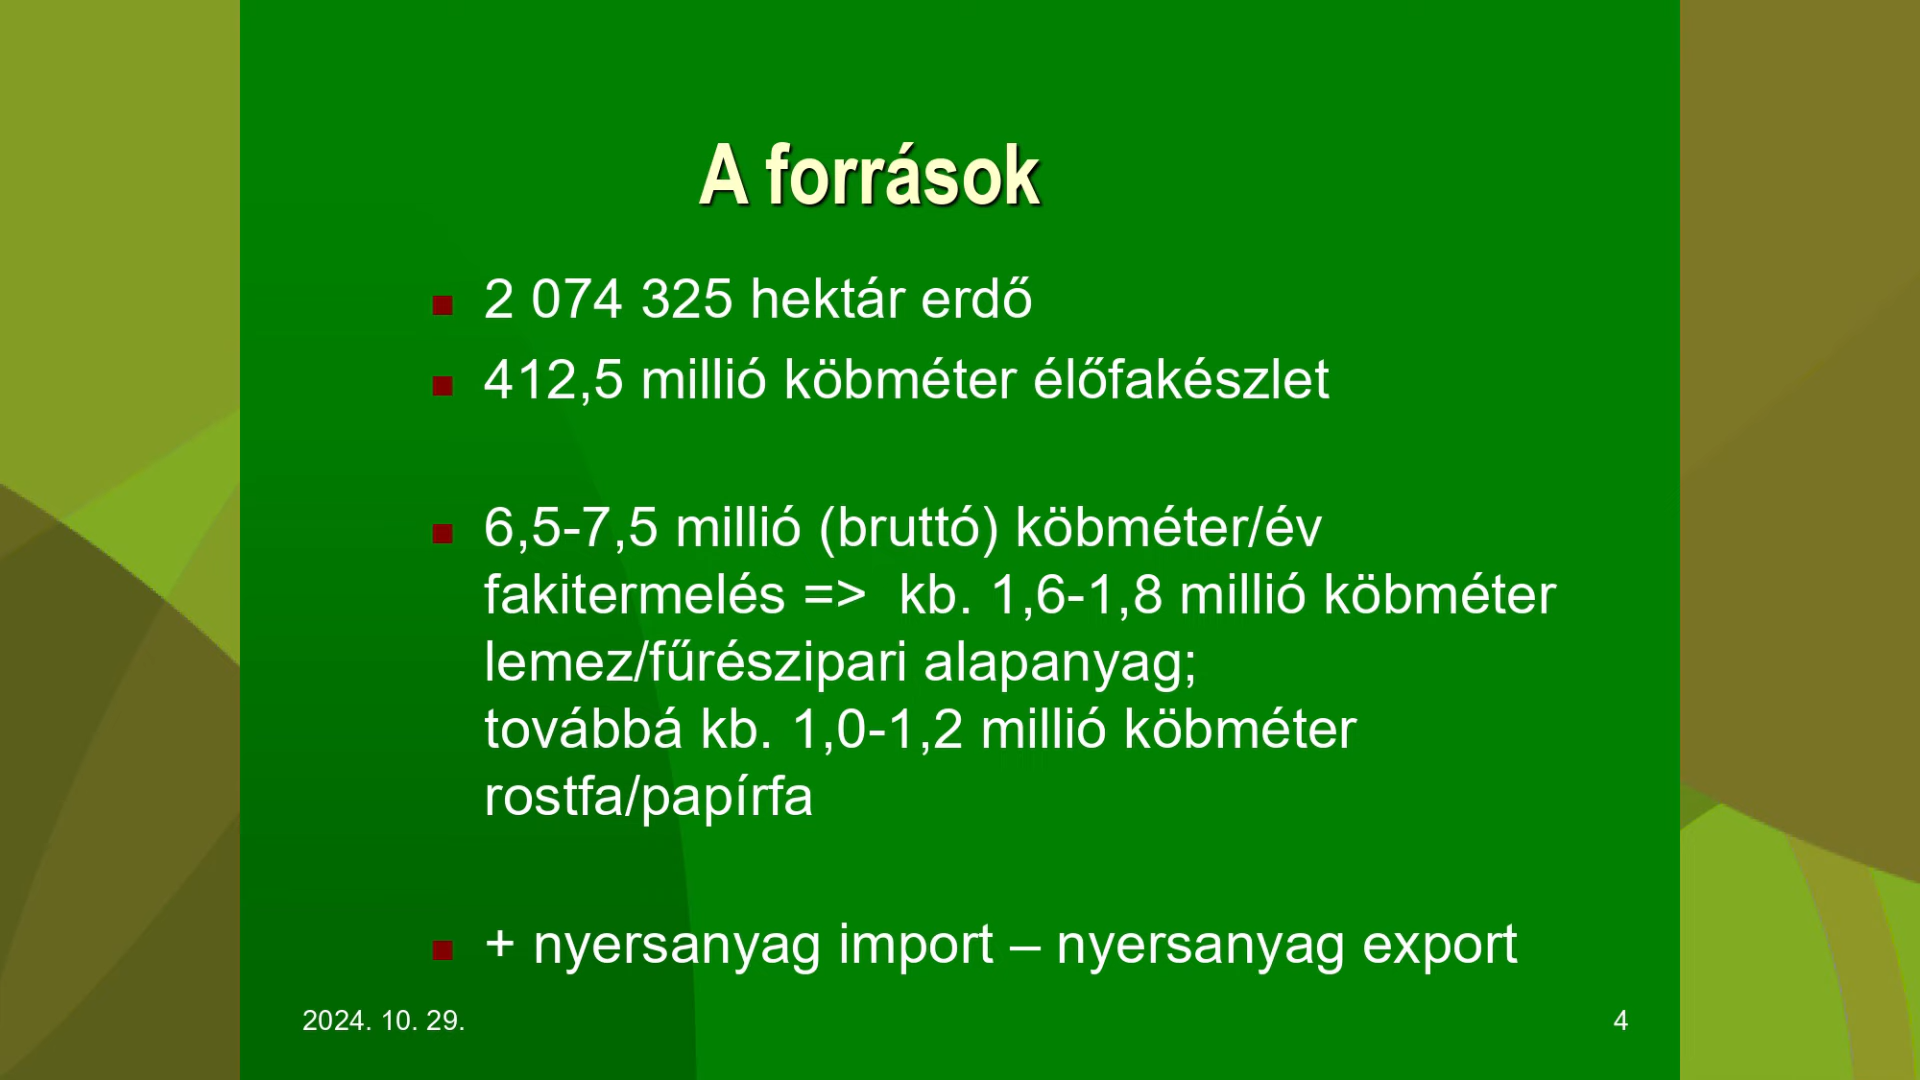 A források
2 074 325 hektár erdő
412,5 millió köbméter élőfakészlet
6,5-7,5 millió (bruttó) köbméter/év
fakitermelés => kb. 1,6-1,8 millió köbméter
lemez/fűrészipari alapanyag;
továbbá kb. 1,0-1,2 millió köbméter
rostfa/papírfa
+ nyersanyag import – nyersanyag export
2024. 10. 29.
4